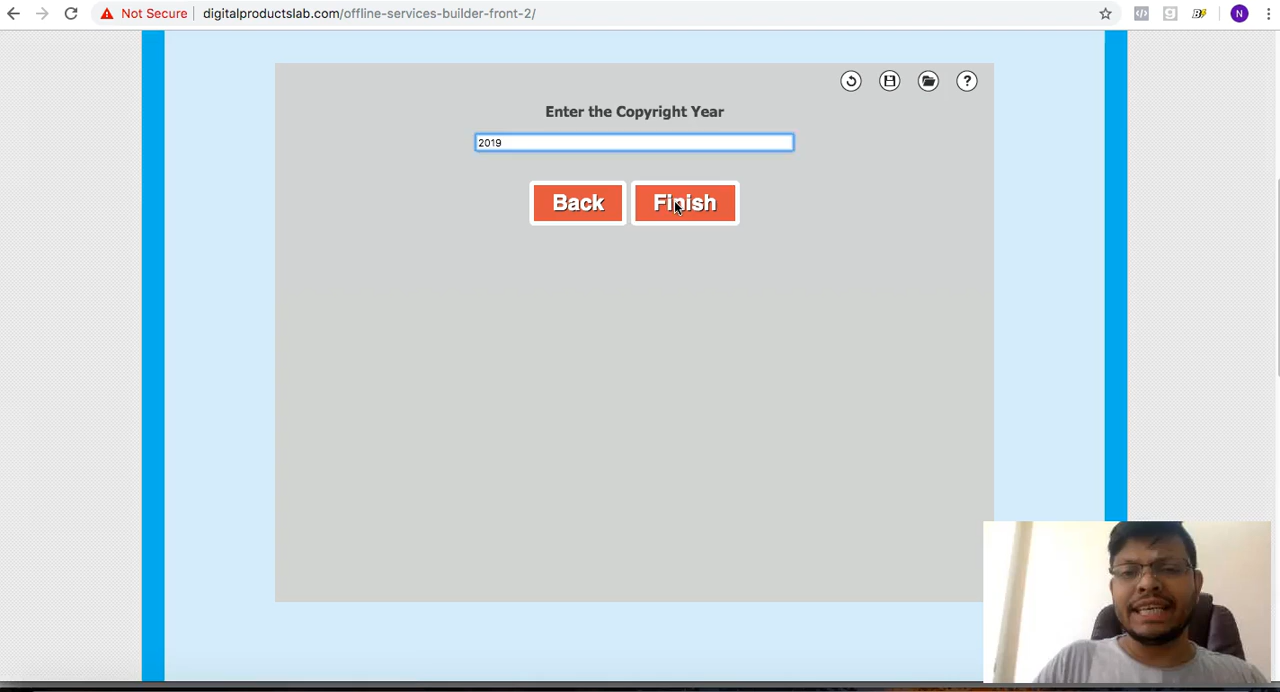 Not Secure
digitalproductslab.com/offline-services-builder-front-2/
N
?
Enter the Copyright Year
2019
Back
Finish